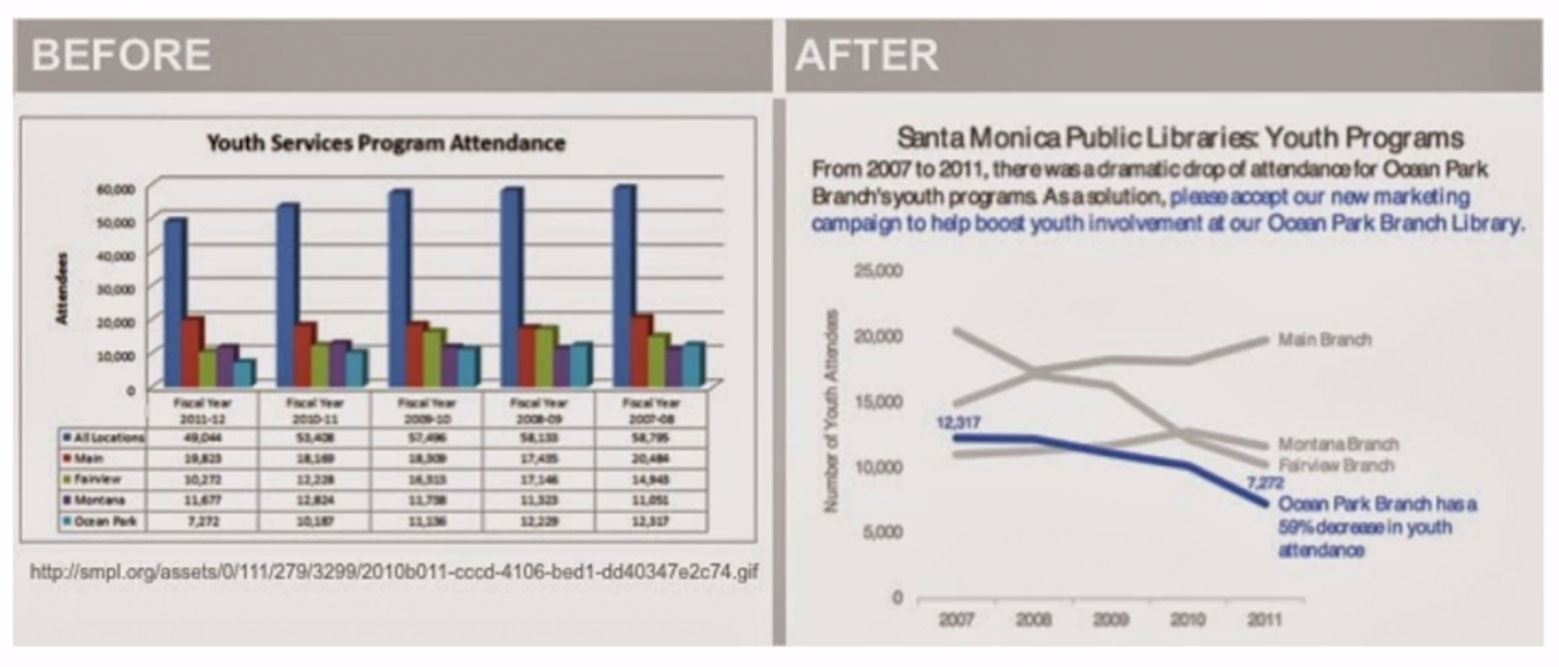 BEFORE
Youth Services Program Attendance
Attendees
60,000
50,000
40,000
30,000
20,000
10,000
0
Fiscal Year 2011-12 Fiscal Year 2010-11 Fiscal Year 2009-10 Fiscal Year 2008-09 Fiscal Year 2007-08
All Locations 49,044 53,408 57,496 58,133 58,795
Main 19,823 18,169 18,309 17,435 20,484
Fairview 10,272 12,228 16,313 17,146 14,943
Montana 11,677 12,824 11,738 11,323 11,051
Ocean Park 7,272 10,187 11,136 12,229 12,317
http://smpl.org/assets/0/111/279/3299/2010b011-cccd-4106-bed1-dd40347e2c74.gif
AFTER
Santa Monica Public Libraries: Youth Programs
From 2007 to 2011, there was a dramatic drop of attendance for Ocean Park
Branch's youth programs. As a solution, please accept our new marketing
campaign to help boost youth involvement at our Ocean Park Branch Library.
Number of Youth Attendees
25,000
20,000
15,000
10,000
5,000
0
12,317
Main Branch
Montana Branch
Fairview Branch
7,272
Ocean Park Branch has a
59% decrease in youth
attendance
2007 2008 2009 2010 2011